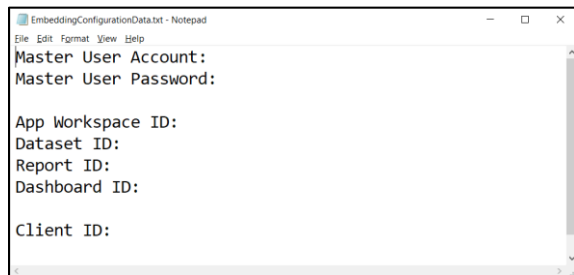 EmbeddingConfigurationData.txt - Notepad
File Edit Format View Help
Master User Account:
Master User Password:
App Workspace ID:
Dataset ID:
Report ID:
Dashboard ID:
Client ID: